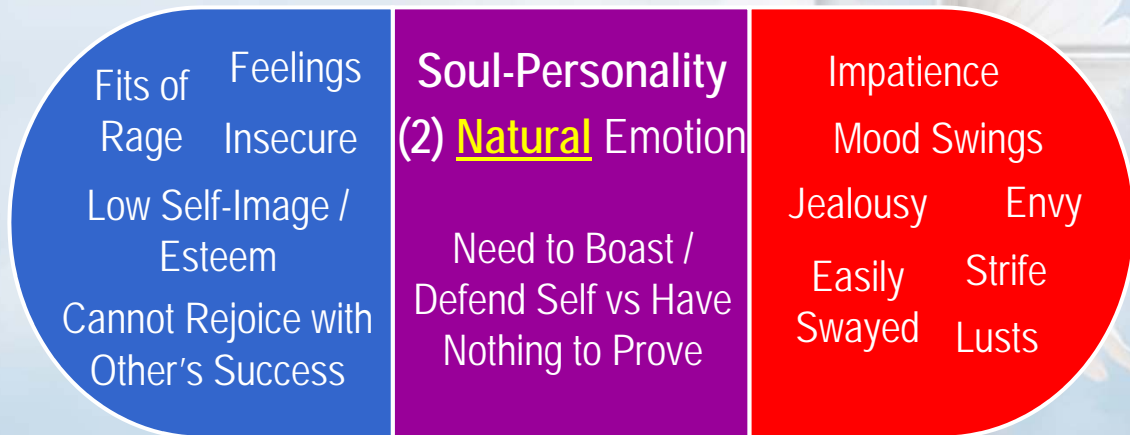 Fits of
Rage
Feelings
Insecure
Low Self-Image /
Esteem
Cannot Rejoice with
Other's Success
Soul-Personality
(2) Natural Emotion
Need to Boast /
Defend Self vs Have
Nothing to Prove
Impatience
Mood Swings
Jealousy
Envy
Easily
Swayed
Strife
Lusts